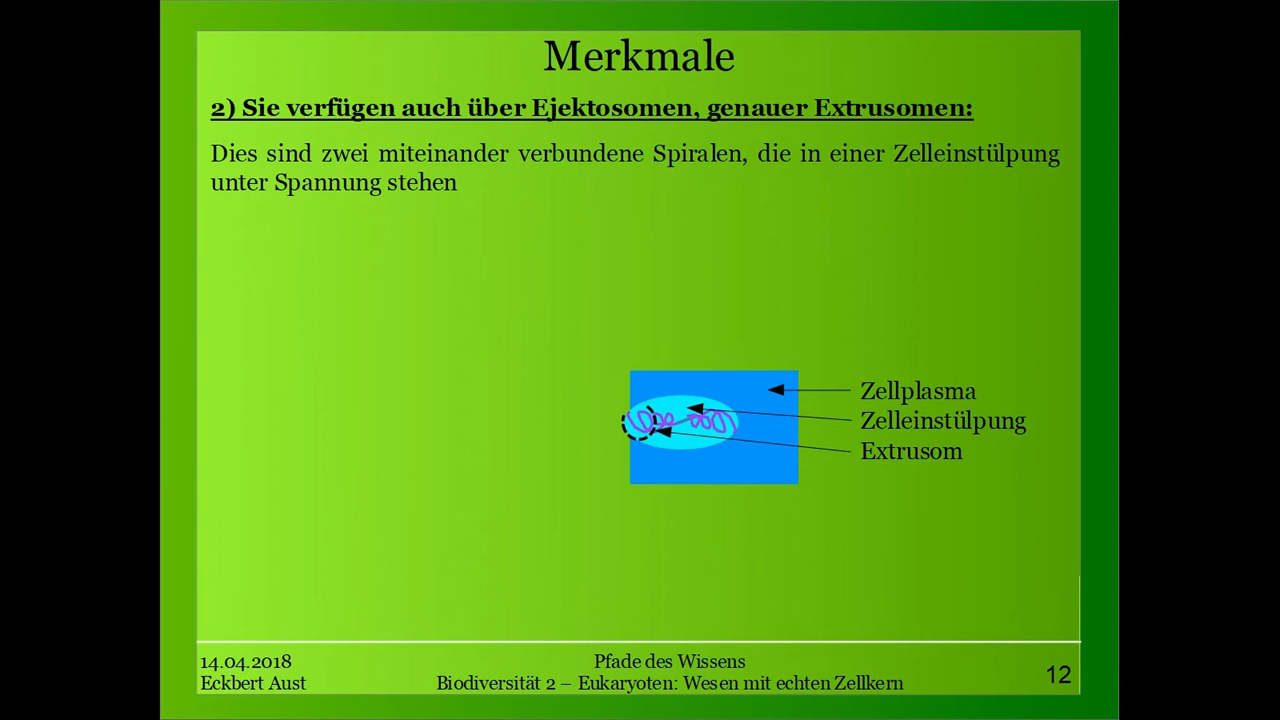 Merkmale
2) Sie verfügen auch über Ejektosomen, genauer Extrusomen:
Dies sind zwei miteinander verbundene Spiralen, die in einer Zelleinstülpung
unter Spannung stehen
Zellplasma
Zelleinstülpung
Extrusom
14.04.2018
Eckbert Aust
Pfade des Wissens
Biodiversität 2 – Eukaryoten: Wesen mit echten Zellkern
12